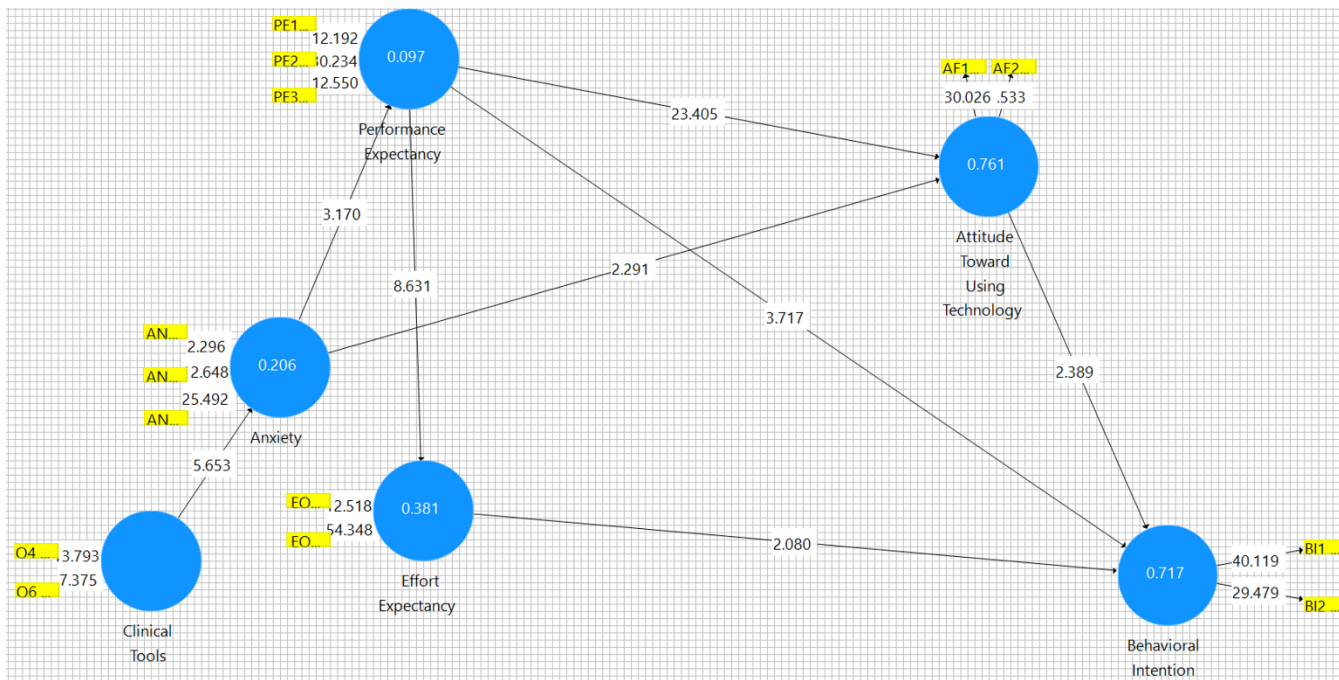 PE1...
12.192
PE2...
30.234
12.550
PE3...
0.097
Performance
Expectancy
AF1...
AF2...
30.026
.533
23.405
0.761
Attitude
Toward
Using
Technology
3.170
8.631
2.291
3.717
2.389
AN...
2.296
AN...
2.648
25.492
AN...
0.206
Anxiety
5.653
EO...
2.518
54.348
EO...
0.381
Effort
Expectancy
2.080
O4 ...
3.793
7.375
O6 ...
Clinical
Tools
BI1 ...
40.119
29.479
BI2 ...
0.717
Behavioral
Intention